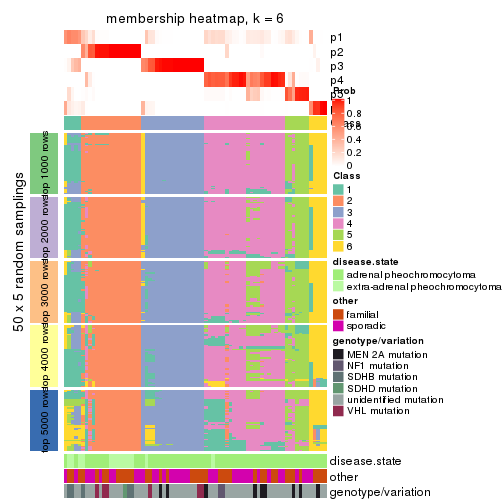 membership heatmap, k = 6
p1
p2
p3
p4
Prob
1
0.8
0.6
0.4
0.2
0
Class
1
2
3
4
5
6
disease.state
adrenal pheochromocytoma
extra-adrenal pheochromocytoma
other
familial
sporadic
genotype/variation
MEN 2A mutation
NF1 mutation
SDHB mutation
SDHD mutation
unidentified mutation
VHL mutation
50 x 5 random samplings
top 1000 rows
top 2000 rows
top 3000 rows
top 4000 rows
top 5000 rows
disease.state
other
genotype/variation